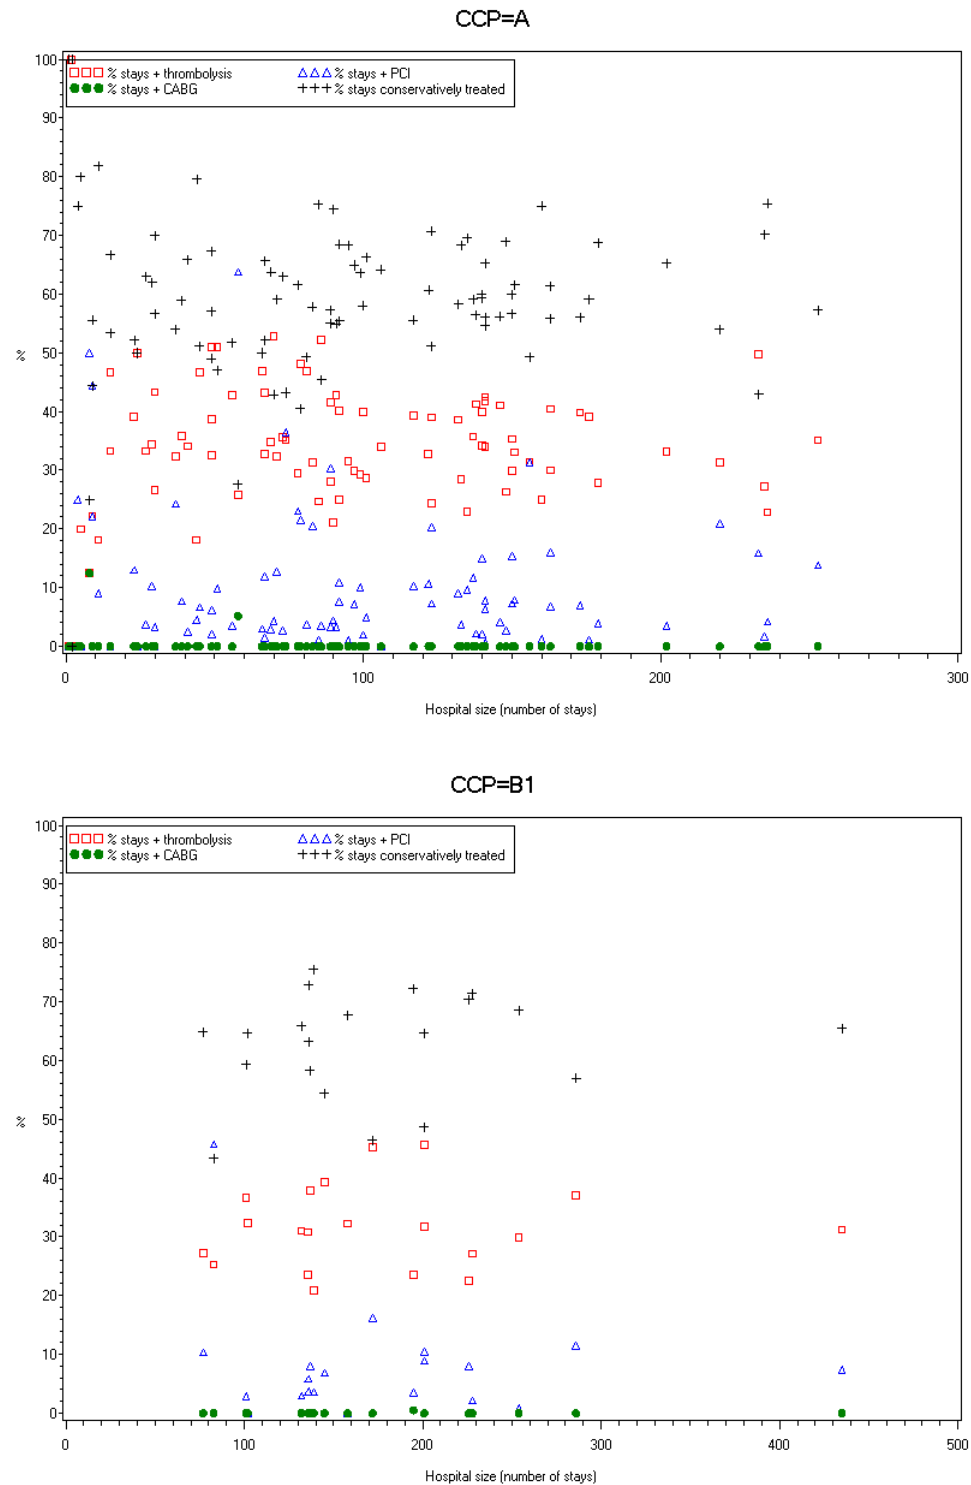 CCP=A
100
% stays + thrombolysis
% stays + PCI
% stays + CABG
% stays conservatively treated
90
80
70
60
%
50
40
30
20
10
0
0 100 200 300
Hospital size (number of stays)
CCP=B1
100
% stays + thrombolysis
% stays + PCI
% stays + CABG
% stays conservatively treated
90
80
70
60
%
50
40
30
20
10
0
0 100 200 300 400 500
Hospital size (number of stays)